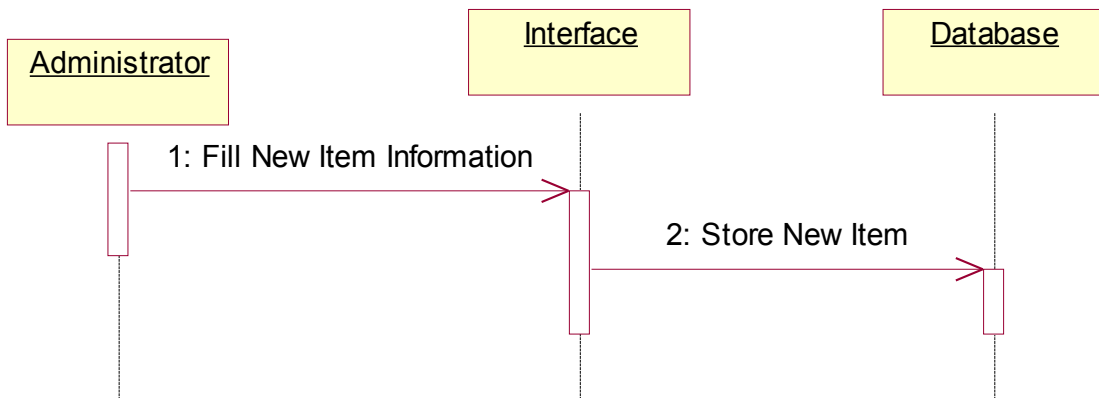 Administrator
Interface
Database
1: Fill New Item Information
2: Store New Item